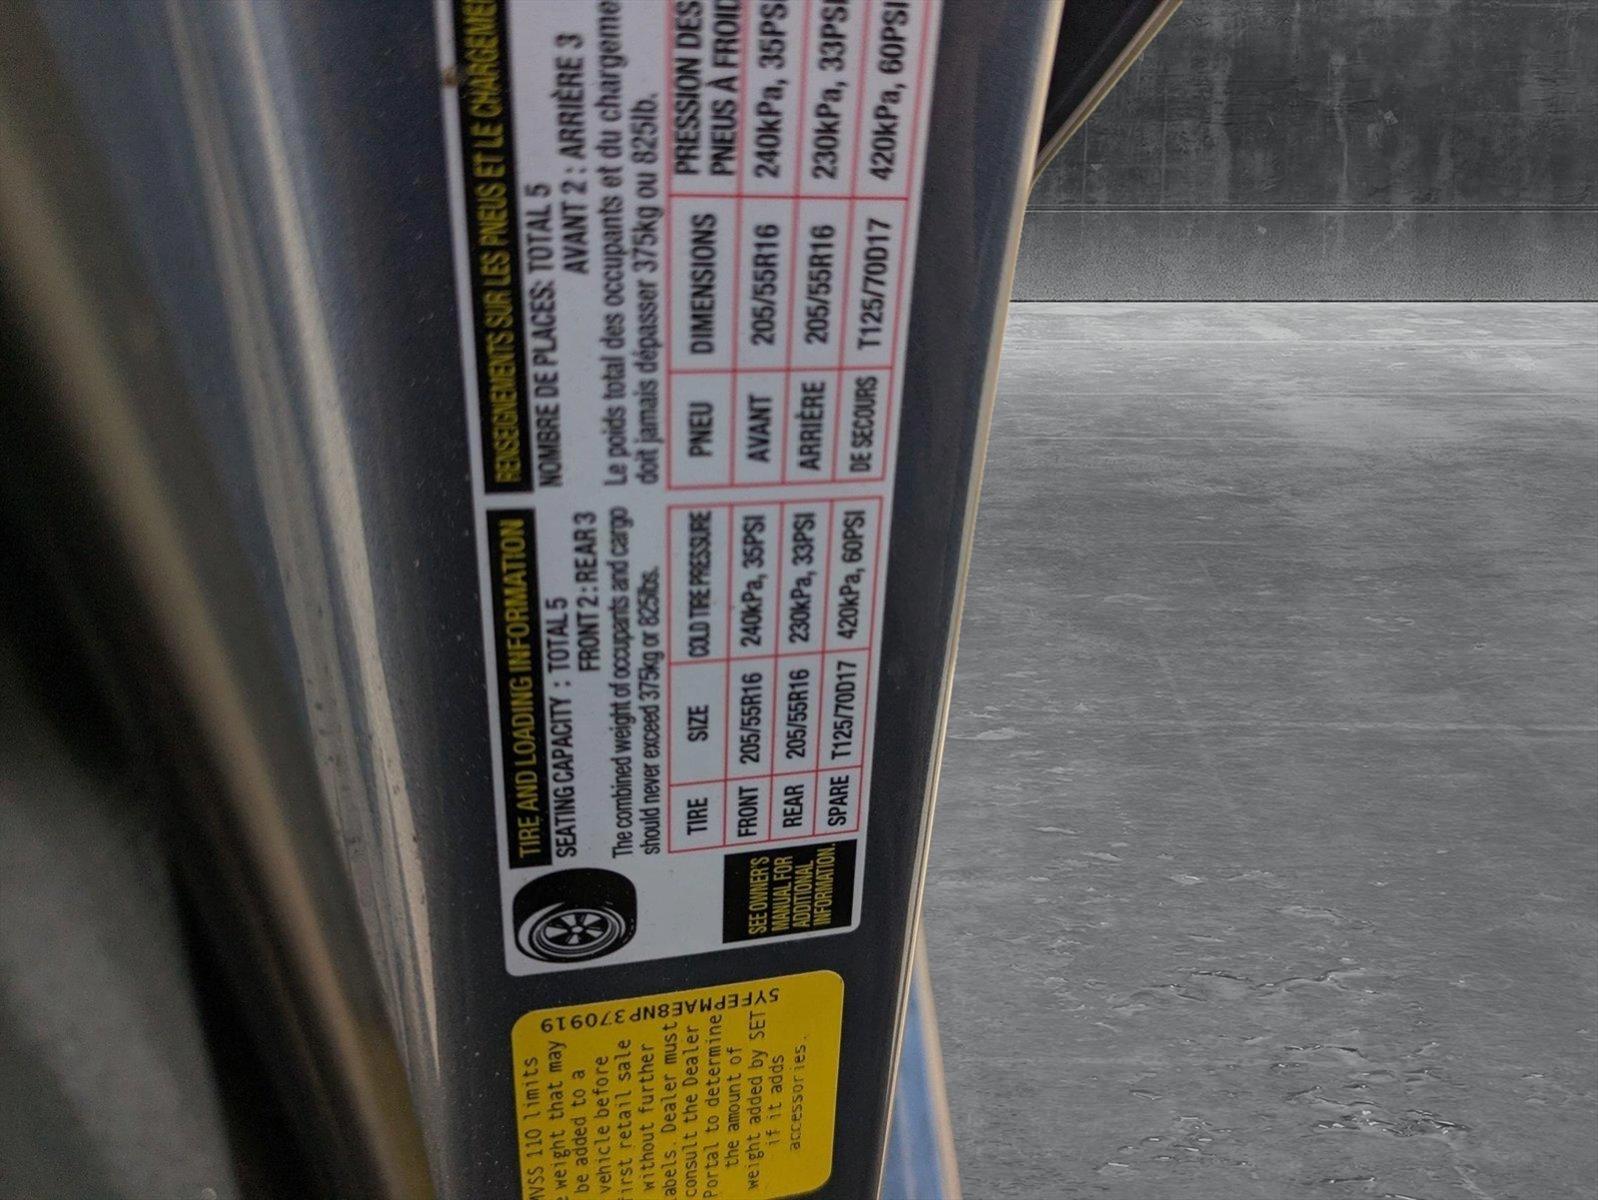 TIRE AND LOADING INFORMATION
SEATING CAPACITY : TOTAL 5
FRONT 2 : REAR 3
The combined weight of occupants and cargo
should never exceed 375kg or 825lbs.
TIRE SIZE COLD TIRE PRESSURE
FRONT 205/55R16 240kPa, 35PSI
REAR 205/55R16 230kPa, 33PSI
SPARE T125/70D17 420kPa, 60PSI
SEE OWNER'S
MANUAL FOR
ADDITIONAL
INFORMATION.
RENSEIGNEMENTS SUR LES PNEUS ET LE CHARGEMENT
NOMBRE DE PLACES: TOTAL 5
AVANT 2 : ARRIÈRE 3
Le poids total des occupants et du chargeme
doit jamais dépasser 375kg ou 825lb.
PNEU DIMENSIONS PRESSION DES
PNEUS À FROID
AVANT 205/55R16 240kPa, 35PSI
ARRIÈRE 205/55R16 230kPa, 33PSI
DE SECOURS T125/70D17 420kPa, 60PSI
5YFEPMAE8NP370919
MVSS 110 limits
weight that may
be added to a
vehicle before
first retail sale
without further
labels. Dealer must
consult the Dealer
Portal to determine
the amount of
weight added by SET
if it adds
accessories.